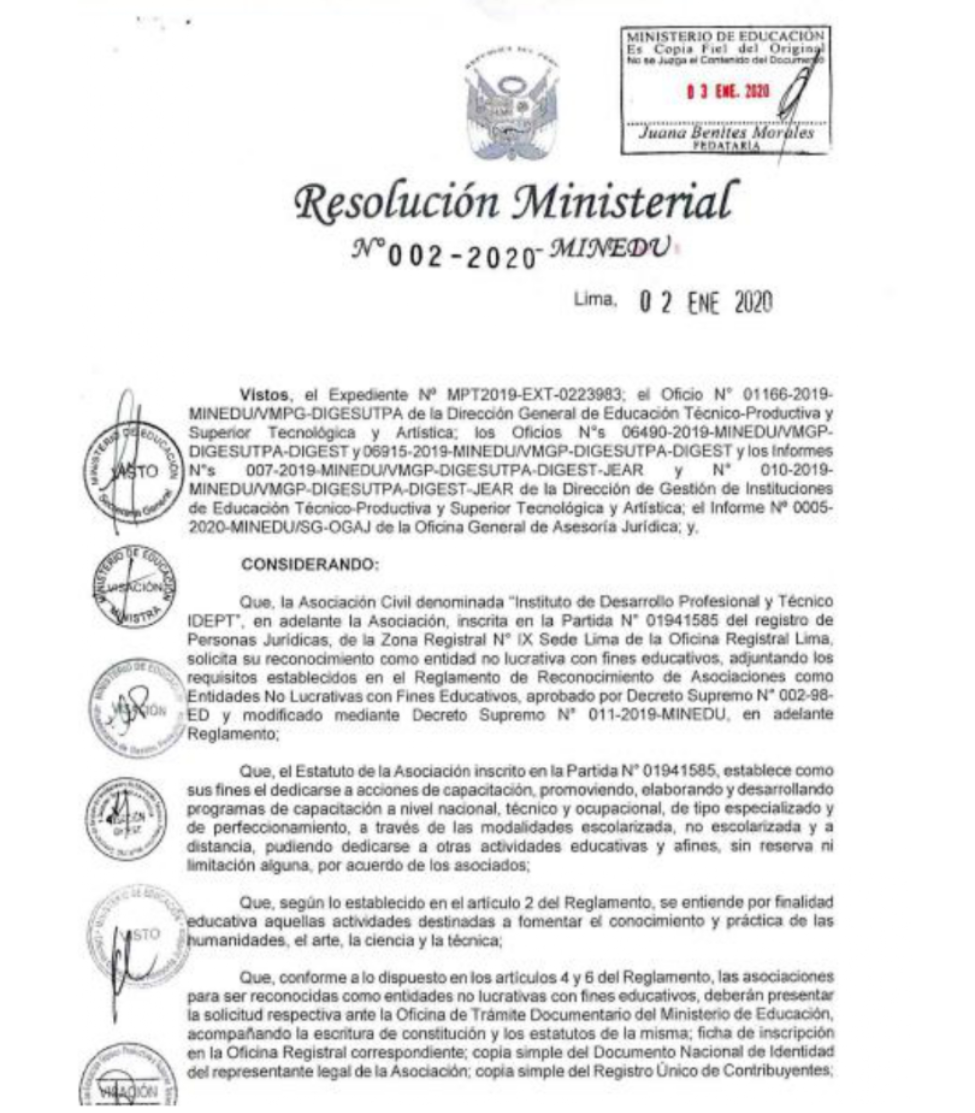 REPUBLICA DEL PERU
MINISTERIO DE EDUCACIÓN
Es Copia Fiel del Original
No se Juzga el Contenido del Documento
0 3 ENE. 2020
Juana Benites Morales
FEDATARIA
Resolución Ministerial
N° 002-2020- MINEDU
Lima, 0 2 ENE 2020
Vistos, el Expediente Nº MPT2019-EXT-0223983; el Oficio N° 01166-2019-
MINEDU/VMPG-DIGESUTPA de la Dirección General de Educación Técnico-Productiva y
Superior Tecnológica y Artística; los Oficios N°s 06490-2019-MINEDU/VMGP-
DIGESUTPA-DIGEST y 06915-2019-MINEDU/VMGP-DIGESUTPA-DIGEST y los Informes
N°s 007-2019-MINEDU/VMGP-DIGESUTPA-DIGEST-JEAR y N° 010-2019-
MINEDU/VMGP-DIGESUTPA-DIGEST-JEAR de la Dirección de Gestión de Instituciones
de Educación Técnico-Productiva y Superior Tecnológica y Artística; el Informe Nº 0005-
2020-MINEDU/SG-OGAJ de la Oficina General de Asesoría Jurídica; y,
MINISTERIO DE EDUCACIÓN
VISTO
Secretaría General
CONSIDERANDO:
MINISTERIO DE EDUCACIÓN
VISACIÓN
MINISTRA
Que, la Asociación Civil denominada "Instituto de Desarrollo Profesional y Técnico
IDEPT", en adelante la Asociación, inscrita en la Partida N° 01941585 del registro de
Personas Jurídicas, de la Zona Registral N° IX Sede Lima de la Oficina Registral Lima,
solicita su reconocimiento como entidad no lucrativa con fines educativos, adjuntando los
requisitos establecidos en el Reglamento de Reconocimiento de Asociaciones como
Entidades No Lucrativas con Fines Educativos, aprobado por Decreto Supremo N° 002-98-
ED y modificado mediante Decreto Supremo N° 011-2019-MINEDU, en adelante
Reglamento;
MINISTERIO DE EDUCACIÓN
VISACIÓN
Que, el Estatuto de la Asociación inscrito en la Partida N° 01941585, establece como
sus fines el dedicarse a acciones de capacitación, promoviendo, elaborando y desarrollando
programas de capacitación a nivel nacional, técnico y ocupacional, de tipo especializado y
de perfeccionamiento, a través de las modalidades escolarizada, no escolarizada y a
distancia, pudiendo dedicarse a otras actividades educativas y afines, sin reserva ni
limitación alguna, por acuerdo de los asociados;
VISACIÓN
DIGEST
Que, según lo establecido en el artículo 2 del Reglamento, se entiende por finalidad
educativa aquellas actividades destinadas a fomentar el conocimiento y práctica de las
humanidades, el arte, la ciencia y la técnica;
VISTO
Que, conforme a lo dispuesto en los artículos 4 y 6 del Reglamento, las asociaciones
para ser reconocidas como entidades no lucrativas con fines educativos, deberán presentar
la solicitud respectiva ante la Oficina de Trámite Documentario del Ministerio de Educación,
acompañando la escritura de constitución y los estatutos de la misma; ficha de inscripción
en la Oficina Registral correspondiente; copia simple del Documento Nacional de Identidad
del representante legal de la Asociación; copia simple del Registro Único de Contribuyentes;
VISACIÓN